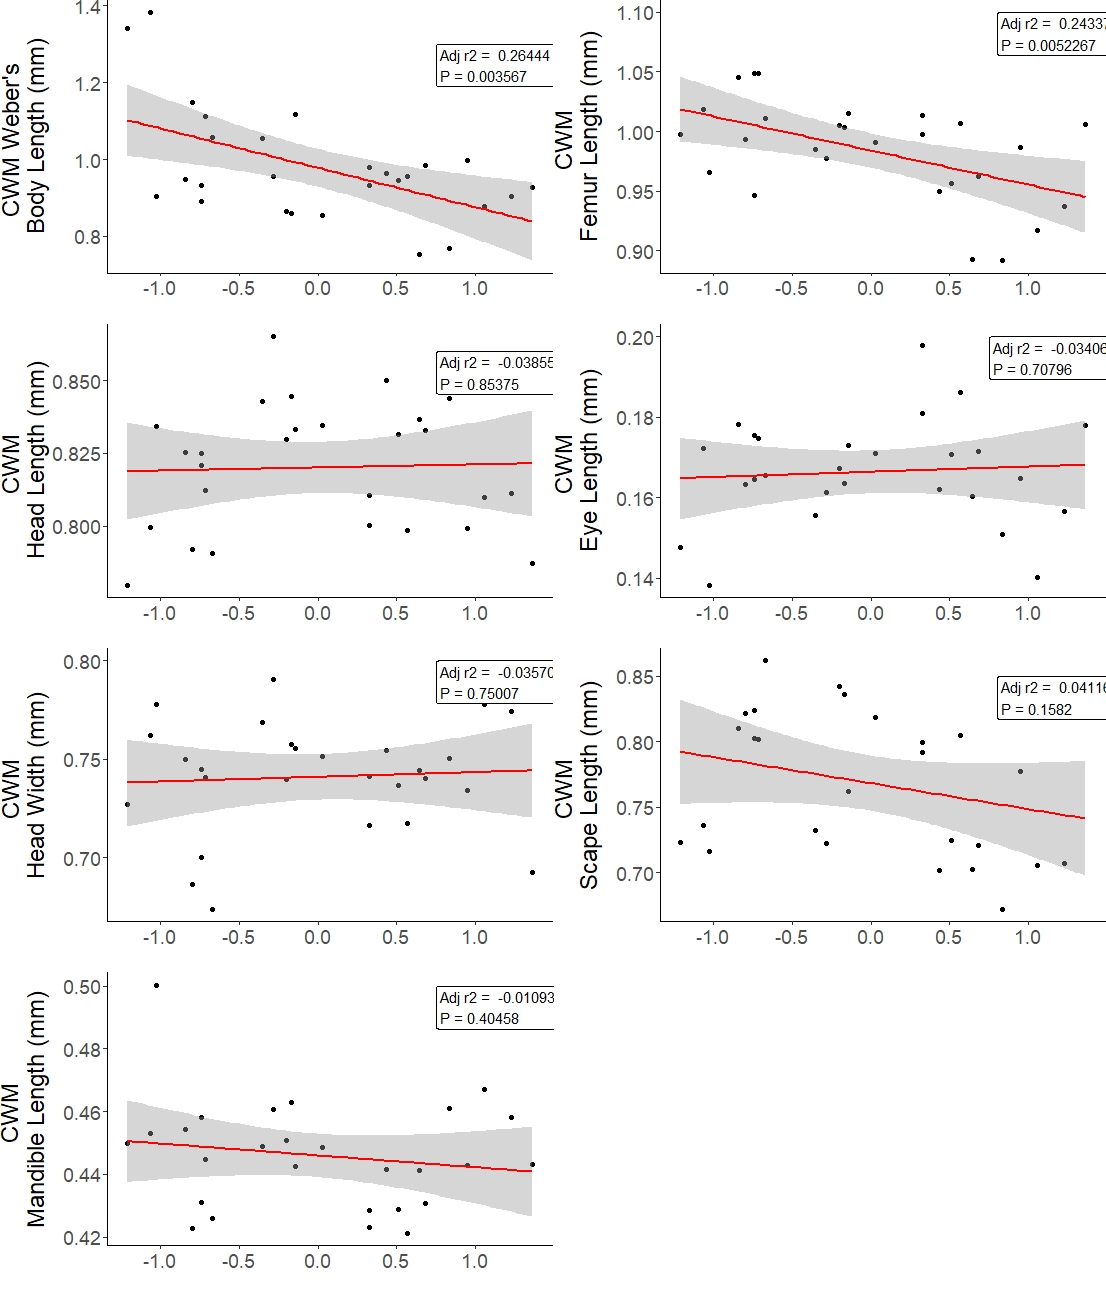 CWM Weber's
Body Length (mm)
1.4
1.2
1.0
0.8
Adj r2 = 0.26444
P = 0.003567
-1.0 -0.5 0.0 0.5 1.0
CWM
Femur Length (mm)
1.10
1.05
1.00
0.95
0.90
Adj r2 = 0.24337
P = 0.0052267
-1.0 -0.5 0.0 0.5 1.0
CWM
Head Length (mm)
0.850
0.825
0.800
Adj r2 = -0.03855
P = 0.85375
-1.0 -0.5 0.0 0.5 1.0
CWM
Eye Length (mm)
0.20
0.18
0.16
0.14
Adj r2 = -0.03406
P = 0.70796
-1.0 -0.5 0.0 0.5 1.0
CWM
Head Width (mm)
0.80
0.75
0.70
Adj r2 = -0.03570
P = 0.75007
-1.0 -0.5 0.0 0.5 1.0
CWM
Scape Length (mm)
0.85
0.80
0.75
0.70
Adj r2 = 0.04116
P = 0.1582
-1.0 -0.5 0.0 0.5 1.0
CWM
Mandible Length (mm)
0.50
0.48
0.46
0.44
0.42
Adj r2 = -0.01093
P = 0.40458
-1.0 -0.5 0.0 0.5 1.0